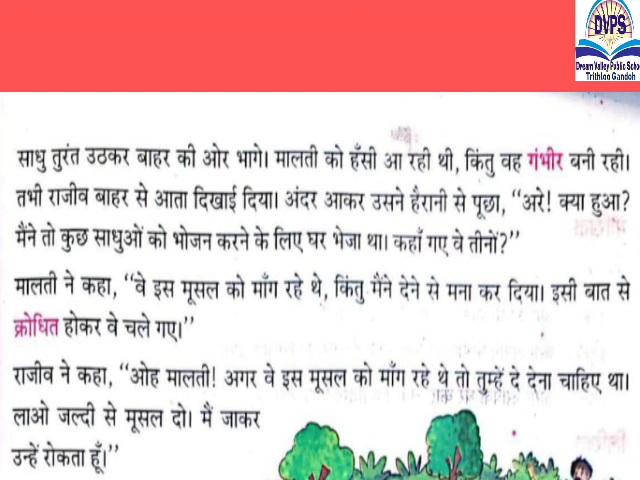 DVPS
Dream Valley Public Scho
Trithlog Gandoh
साधु तुरंत उठकर बाहर की ओर भागे। मालती को हँसी आ रही थी, किंतु वह गंभीर बनी रही।
तभी राजीव बाहर से आता दिखाई दिया। अंदर आकर उसने हैरानी से पूछा, “अरे! क्या हुआ?
मैंने तो कुछ साधुओं को भोजन करने के लिए घर भेजा था। कहाँ गए वे तीनों?”
मालती ने कहा, “वे इस मूसल को माँग रहे थे, किंतु मैंने देने से मना कर दिया। इसी बात से
क्रोधित होकर वे चले गए।”
राजीव ने कहा, “ओह मालती! अगर वे इस मूसल को माँग रहे थे तो तुम्हें दे देना चाहिए था।
लाओ जल्दी से मूसल दो। मैं जाकर
उन्हें रोकता हूँ।”